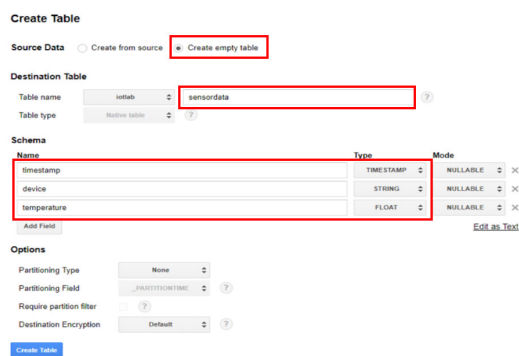 Create Table
Source Data Create from source Create empty table
Destination Table
Table name iotlab sensordata ?
Table type Native table ?
Schema
Name Type Mode
timestamp TIMESTAMP NULLABLE ×
device STRING NULLABLE ×
temperature FLOAT NULLABLE ×
Add Field Edit as Text
Options
Partitioning Type None
Partitioning Field _PARTITIONTIME ?
Require partition filter ?
Destination Encryption Default ?
Create Table